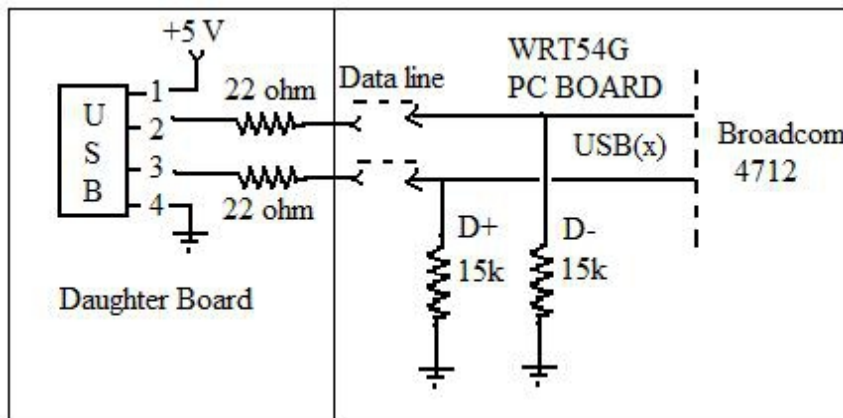 +5 V
USB
1
2
3
4
22 ohm
22 ohm
Data line
Daughter Board
WRT54G
PC BOARD
USB(x)
Broadcom
4712
D+
15k
D-
15k